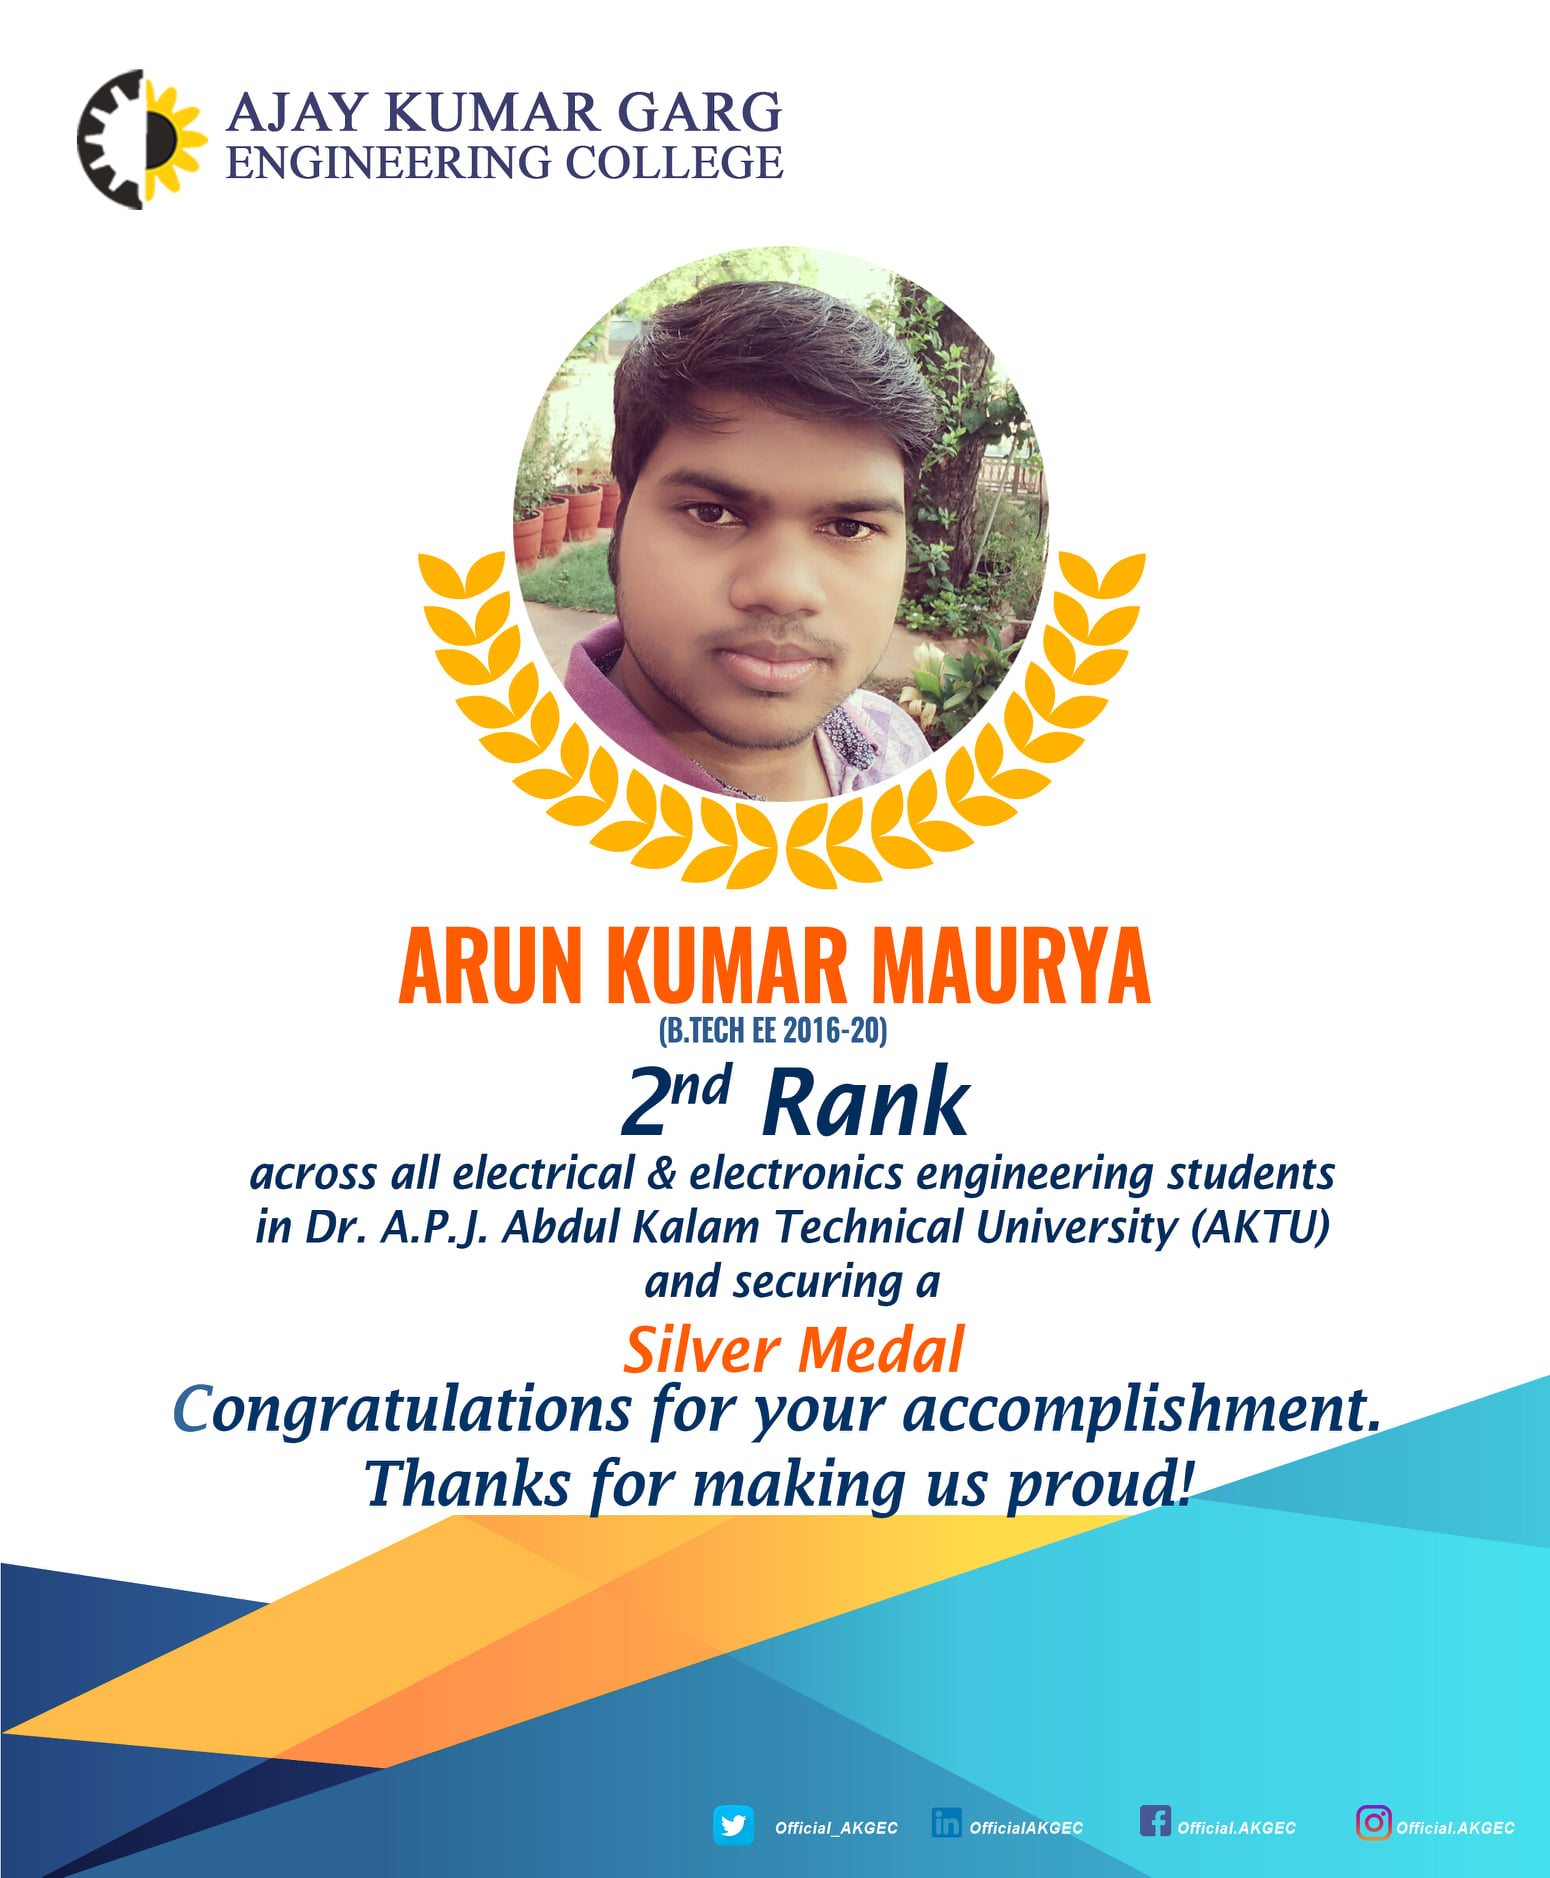 AJAY KUMAR GARG
ENGINEERING COLLEGE
ARUN KUMAR MAURYA
(B.TECH EE 2016-20)
2nd Rank
across all electrical & electronics engineering students
in Dr. A.P.J. Abdul Kalam Technical University (AKTU)
and securing a
Silver Medal
Congratulations for your accomplishment.
Thanks for making us proud!
Official_AKGEC OfficialAKGEC Official.AKGEC Official.AKGEC